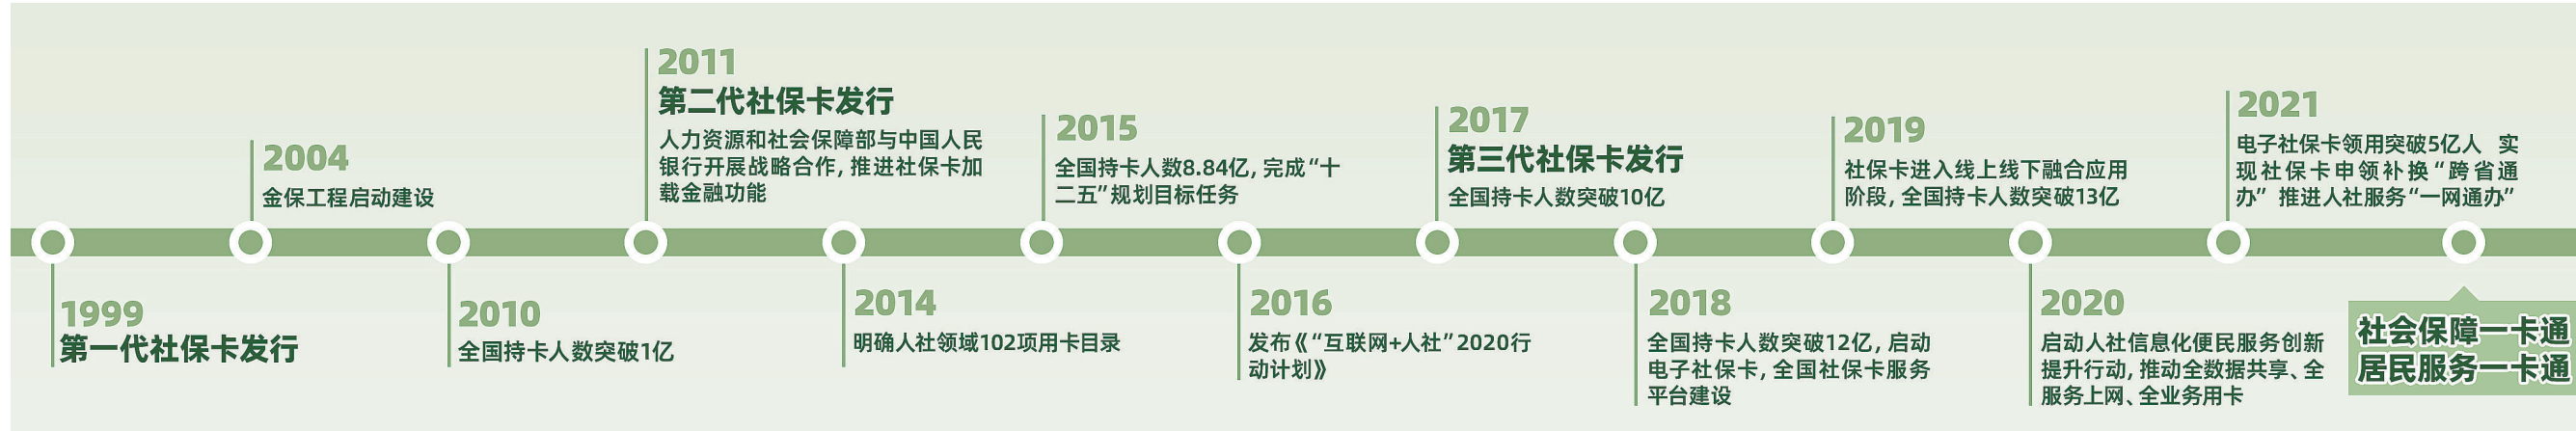 1999
第一代社保卡发行
2004
金保工程启动建设
2010
全国持卡人数突破1亿
2011
第二代社保卡发行
人力资源和社会保障部与中国人民
银行开展战略合作，推进社保卡加
载金融功能
2014
明确人社领域102项用卡目录
2015
全国持卡人数8.84亿，完成“十
二五”规划目标任务
2016
发布《“互联网+人社”2020行
动计划》
2017
第三代社保卡发行
全国持卡人数突破10亿
2018
全国持卡人数突破12亿，启动
电子社保卡，全国社保卡服务
平台建设
2019
社保卡进入线上线下融合应用
阶段，全国持卡人数突破13亿
2020
启动人社信息化便民服务创新
提升行动，推动全数据共享、全
服务上网、全业务用卡
2021
电子社保卡领用突破5亿人 实
现社保卡申领补换“跨省通
办” 推进人社服务“一网通办”
社会保障一卡通
居民服务一卡通